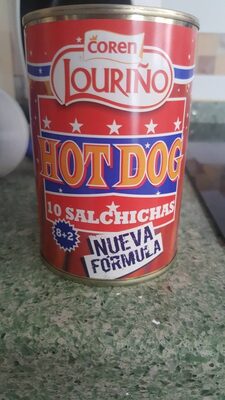 COREN
LOURIÑO
HOT DOG
10 SALCHICHAS
8+2
NUEVA
FÓRMULA